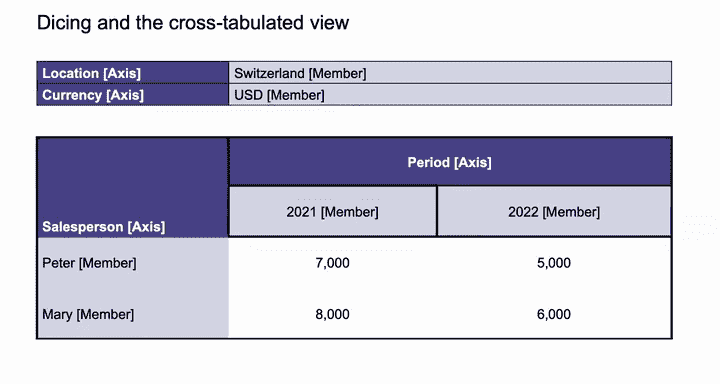 Dicing and the cross-tabulated view
Location [Axis] Switzerland [Member]
Currency [Axis] USD [Member]
Period [Axis]
Salesperson [Axis] 2021 [Member] 2022 [Member]
Peter [Member] 7,000 5,000
Mary [Member] 8,000 6,000